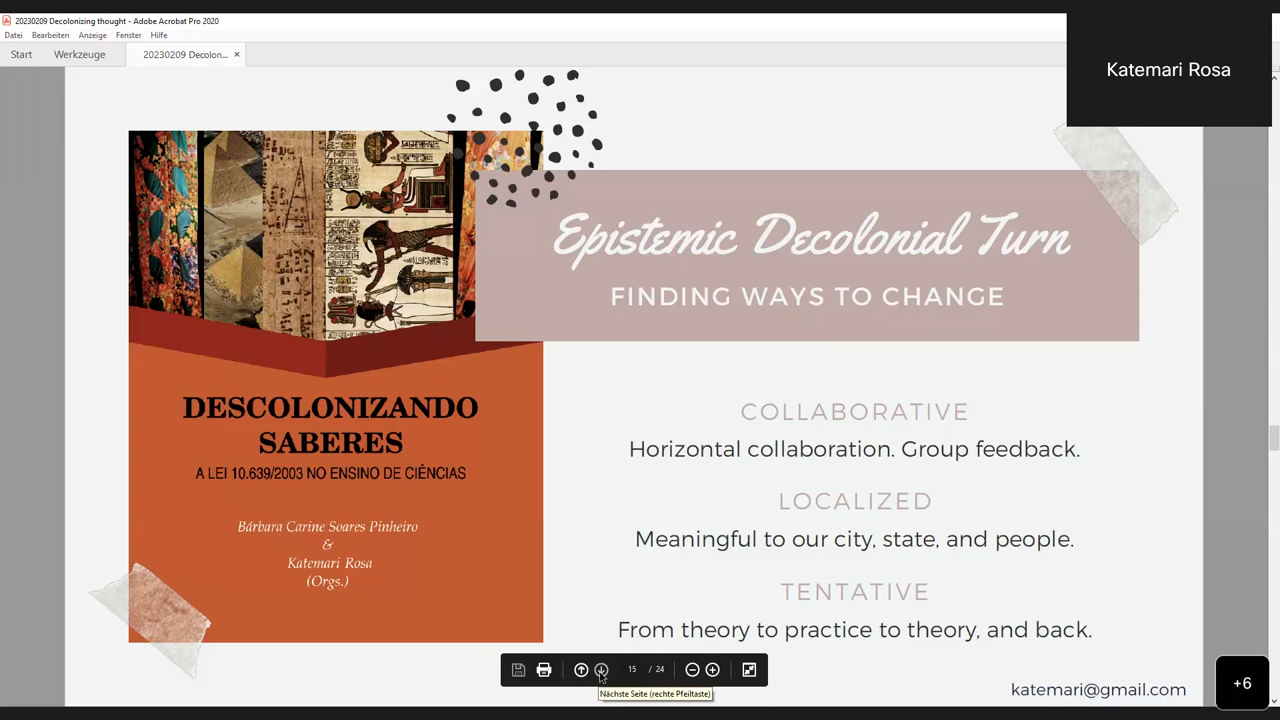 20230209 Decolonizing thought - Adobe Acrobat Pro 2020
Datei Bearbeiten Anzeige Fenster Hilfe
Start Werkzeuge 20230209 Decolon... ×
Katemari Rosa
Epistemic Decolonial Turn
FINDING WAYS TO CHANGE
DESCOLONIZANDO
SABERES
A LEI 10.639/2003 NO ENSINO DE CIÊNCIAS
Bárbara Carine Soares Pinheiro
&
Katemari Rosa
(Orgs.)
COLLABORATIVE
Horizontal collaboration. Group feedback.
LOCALIZED
Meaningful to our city, state, and people.
TENTATIVE
From theory to practice to theory, and back.
15 / 24
Nächste Seite (rechte Pfeiltaste)
katemari@gmail.com
+6